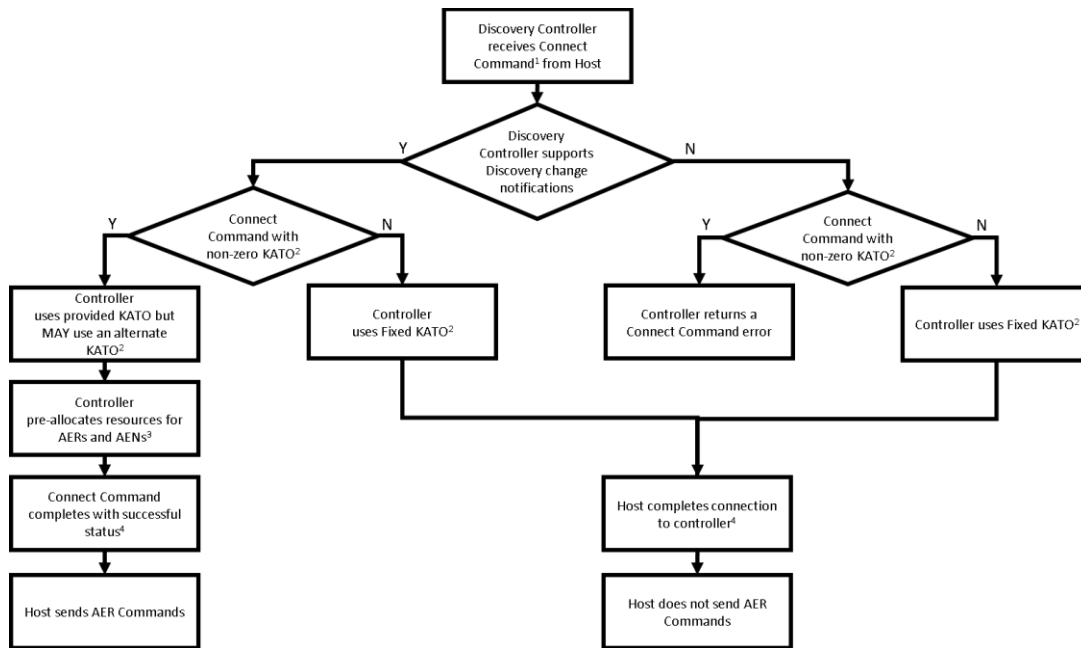 Discovery Controller
receives Connect
Command¹ from Host
Y
Discovery
Controller supports
Discovery change
notifications
N
Y
Connect
Command with
non-zero KATO²
N
Y
Connect
Command with
non-zero KATO²
N
Controller
uses provided KATO but
MAY use an alternate
KATO²
Controller
uses Fixed KATO²
Controller returns a
Connect Command error
Controller uses Fixed KATO²
Controller
pre-allocates resources for
AERs and AENs³
Connect Command
completes with successful
status⁴
Host completes connection
to controller⁴
Host sends AER Commands
Host does not send AER
Commands